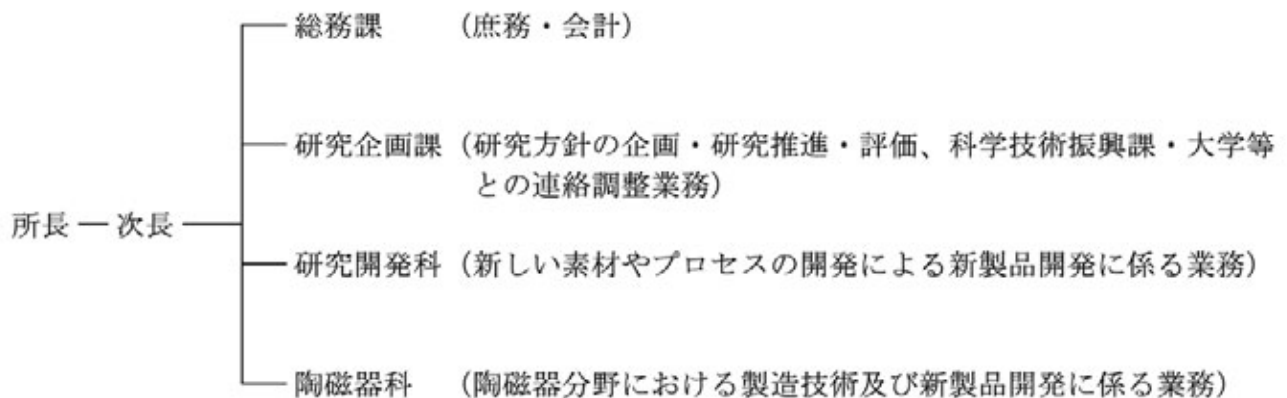 総務課　（庶務・会計）
研究企画課（研究方針の企画・研究推進・評価、科学技術振興課・大学等
との連絡調整業務）
所長 ― 次長
研究開発科（新しい素材やプロセスの開発による新製品開発に係る業務）
陶磁器科　（陶磁器分野における製造技術及び新製品開発に係る業務）